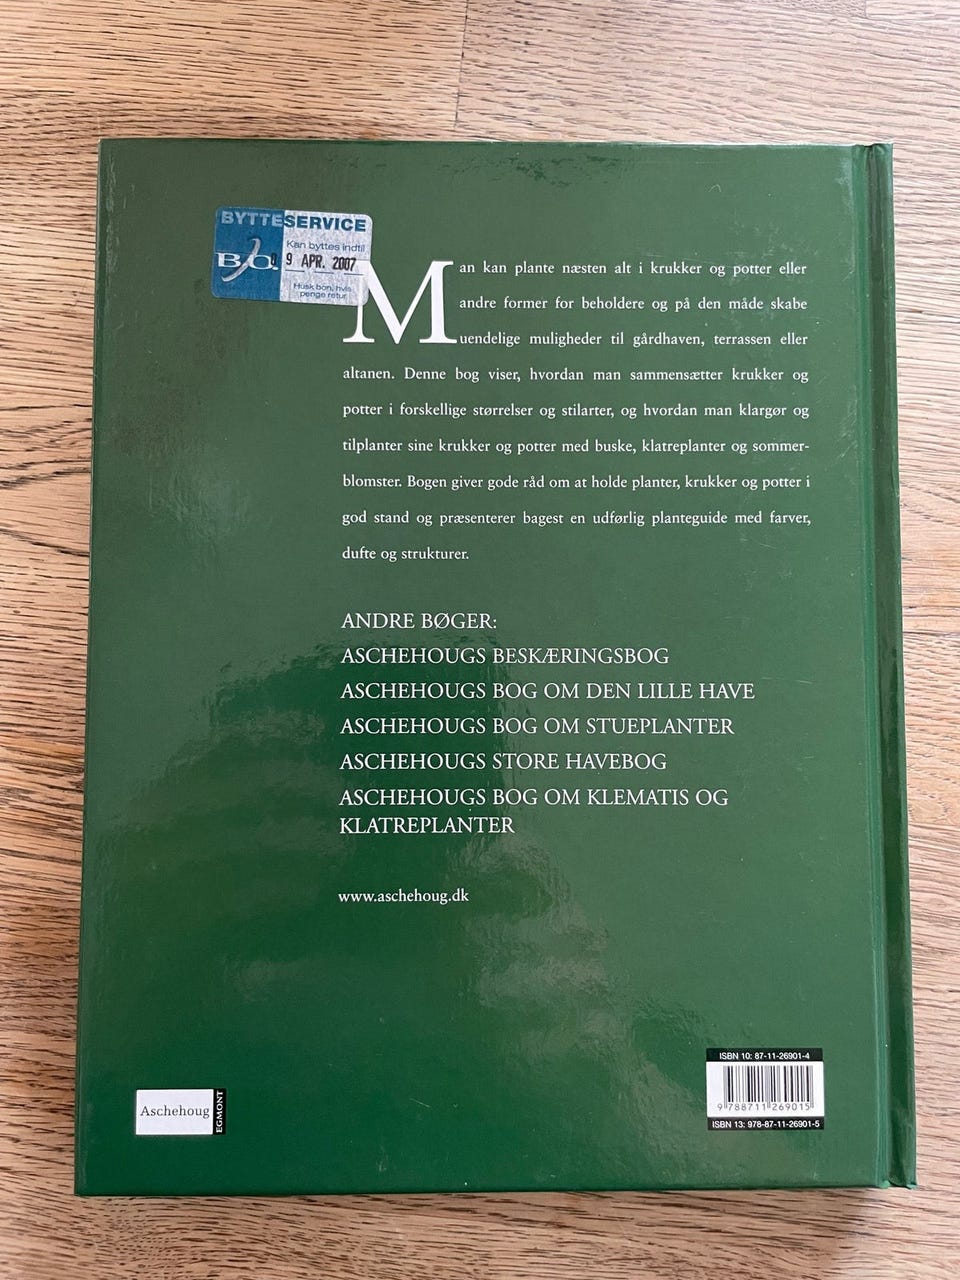 BYTTESERVICE
Kan byttes indtil
9 APR. 2007
Husk bon, hvis
penge retur
Man kan plante næsten alt i krukker og potter eller
andre former for beholdere og på den måde skabe
uendelige muligheder til gårdhaven, terrassen eller
altanen. Denne bog viser, hvordan man sammensætter krukker og
potter i forskellige størrelser og stilarter, og hvordan man klargør og
tilplanter sine krukker og potter med buske, klatreplanter og sommer-
blomster. Bogen giver gode råd om at holde planter, krukker og potter i
god stand og præsenterer bagest en udførlig planteguide med farver,
dufte og strukturer.
ANDRE BØGER:
ASCHEHOUGS BESKÆRINGSBOG
ASCHEHOUGS BOG OM DEN LILLE HAVE
ASCHEHOUGS BOG OM STUEPLANTER
ASCHEHOUGS STORE HAVEBOG
ASCHEHOUGS BOG OM KLEMATIS OG
KLATREPLANTER
www.aschehoug.dk
Aschehoug
EGMONT
ISBN 10: 87-11-26901-4
9 788711 269015
ISBN 13: 978-87-11-26901-5